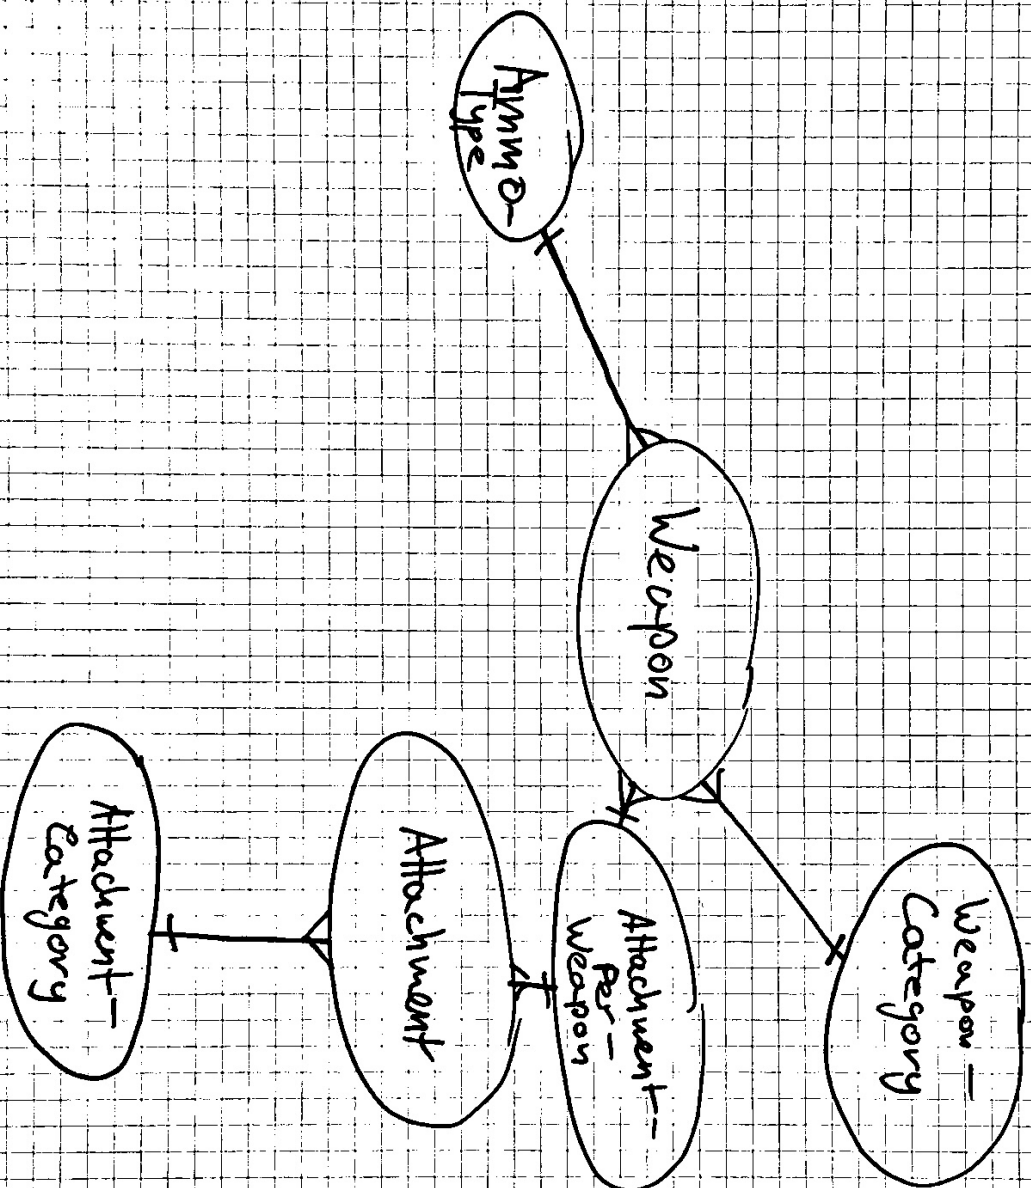 Weapon-
Category
Ammo-
Type
Weapon
Attachment-
Per-
Weapon
Attachment
Attachment-
Category